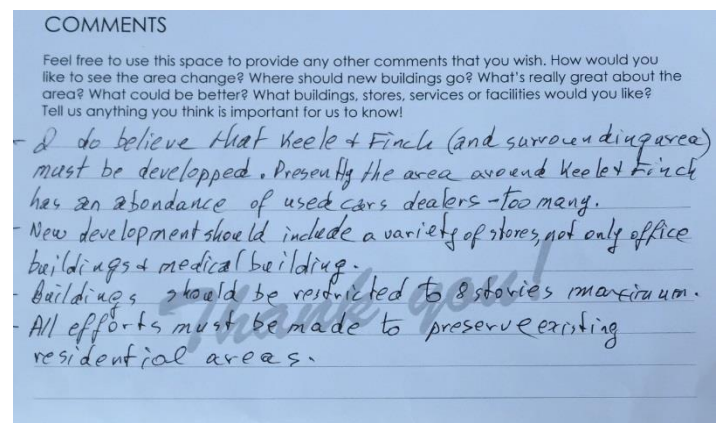 COMMENTS
Feel free to use this space to provide any other comments that you wish. How would you
like to see the area change? Where should new buildings go? What's really great about the
area? What could be better? What buildings, stores, services or facilities would you like?
Tell us anything you think is important for us to know!
- I do believe that Keele & Finch (and surrounding area)
must be developped. Presently the area around Keele & Finch
has an abondance of used cars dealers - too many.
- New development should include a variety of stores, not only office
buildings & medical building.
- Buildings should be restricted to 8 stories maximum.
- All efforts must be made to preserve existing
residential areas.
Thank you!